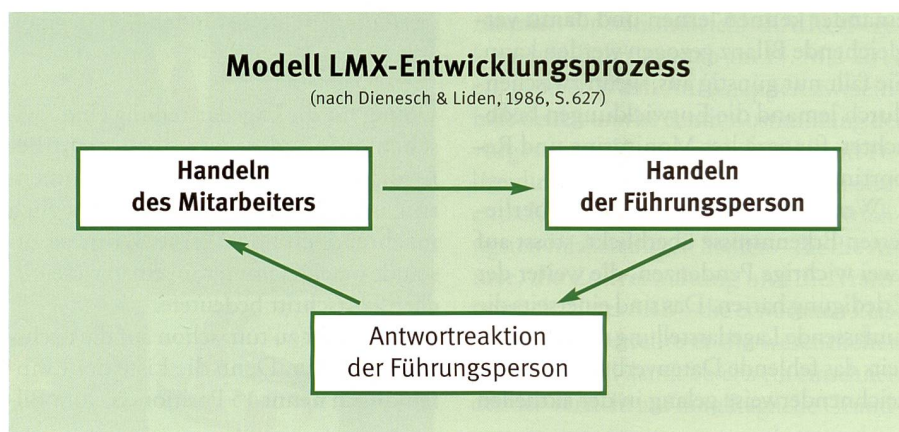 Modell LMX-Entwicklungsprozess
(nach Dienesch & Liden, 1986, S.627)
Handeln
des Mitarbeiters
Handeln
der Führungsperson
Antwortreaktion
der Führungsperson